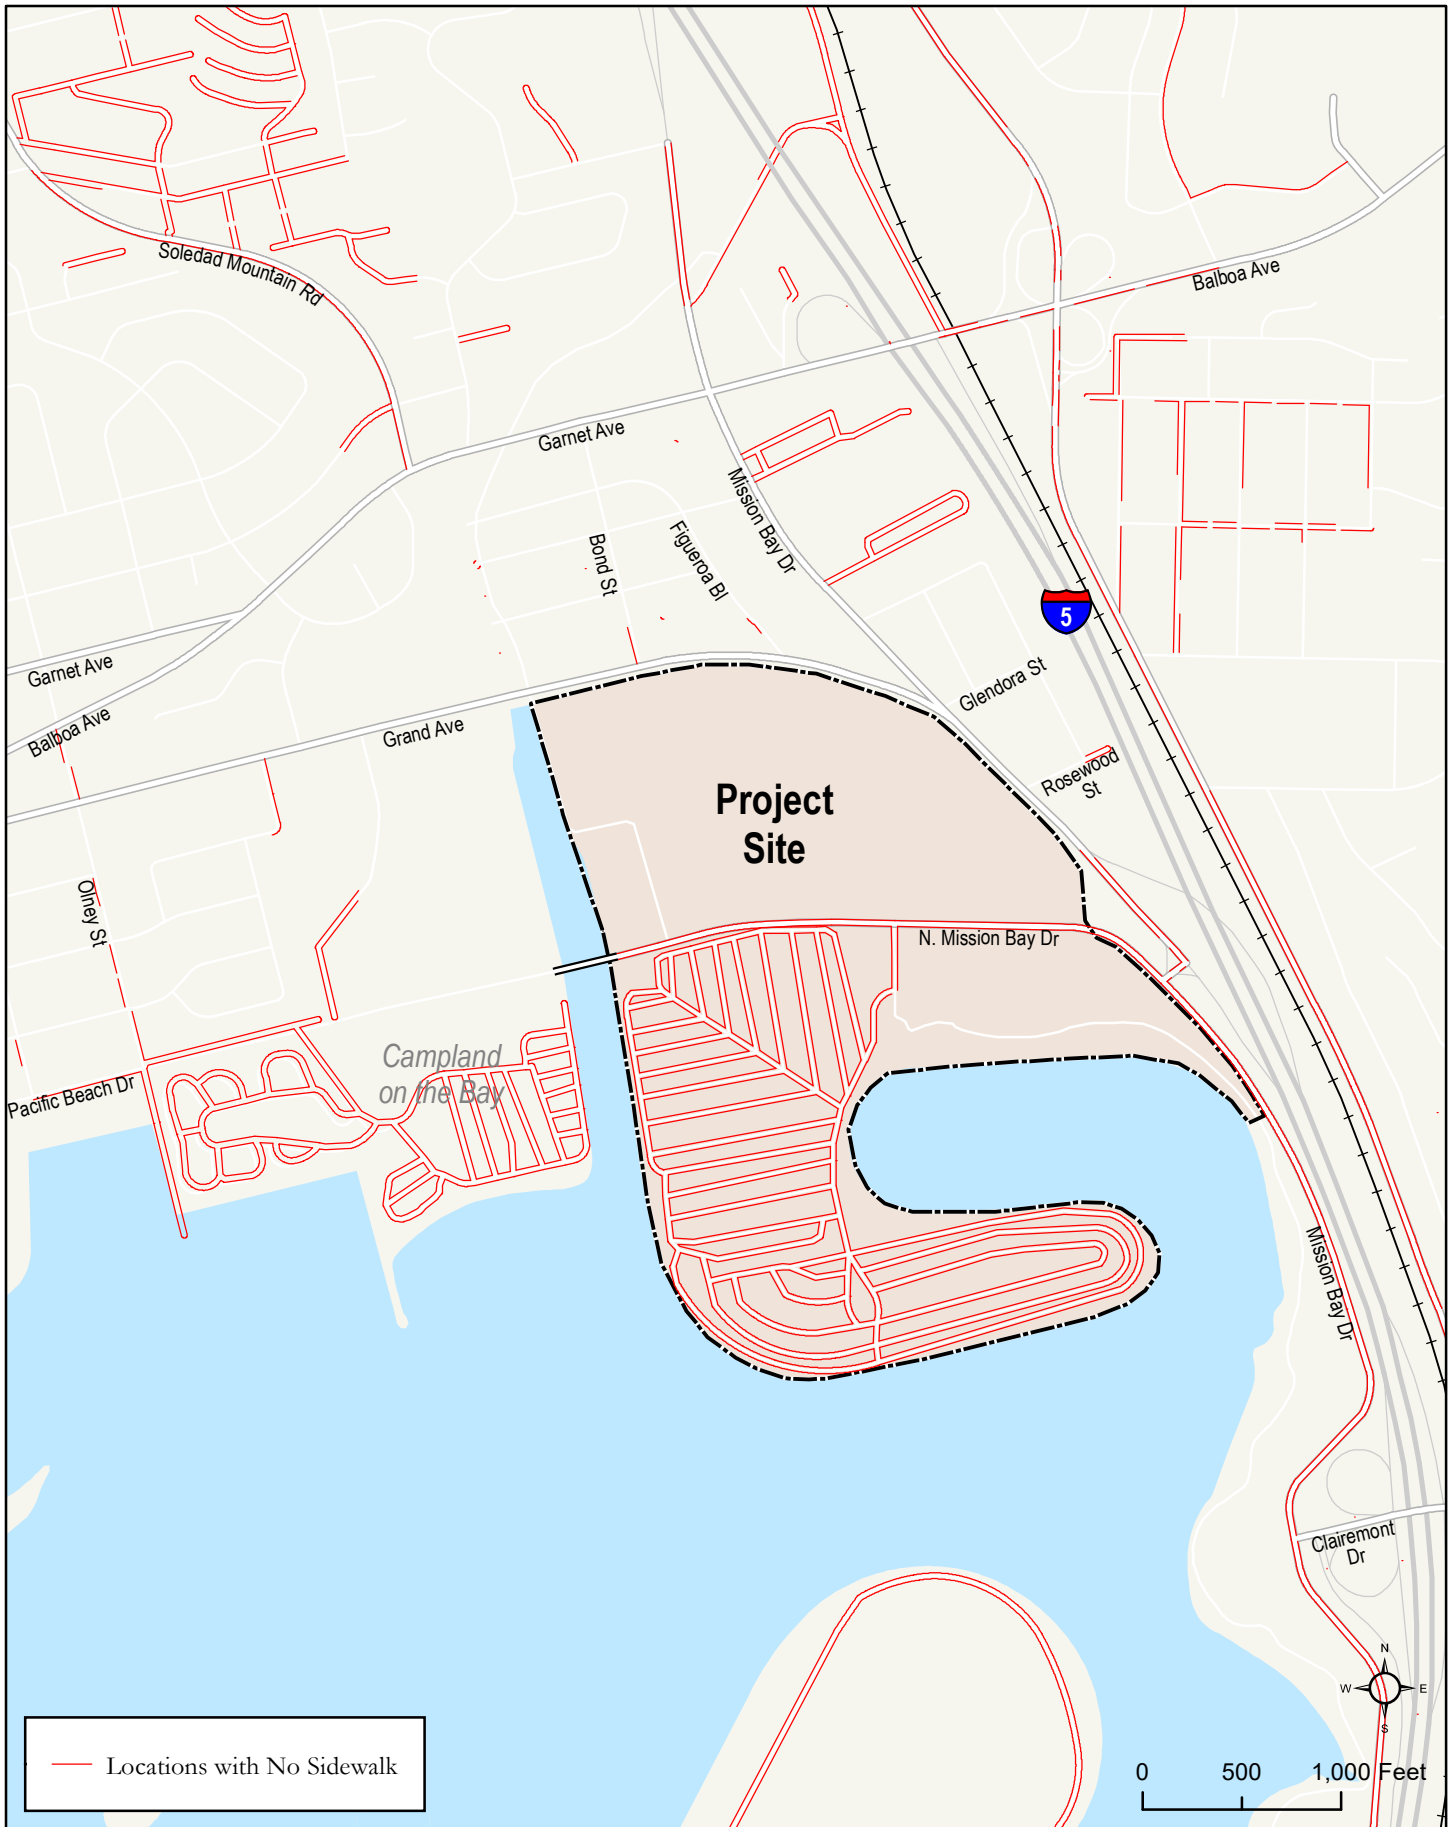 Soledad Mountain Rd
Balboa Ave
Garnet Ave
Mission Bay Dr
Bond St
Figueroa Bl
5
Garnet Ave
Balboa Ave
Grand Ave
Glendora St
Rosewood
St
Project
Site
Olney St
N. Mission Bay Dr
Campland
on the Bay
Pacific Beach Dr
Mission Bay Dr
Clairemont
Dr
N
W E
S
Locations with No Sidewalk
0 500 1,000 Feet